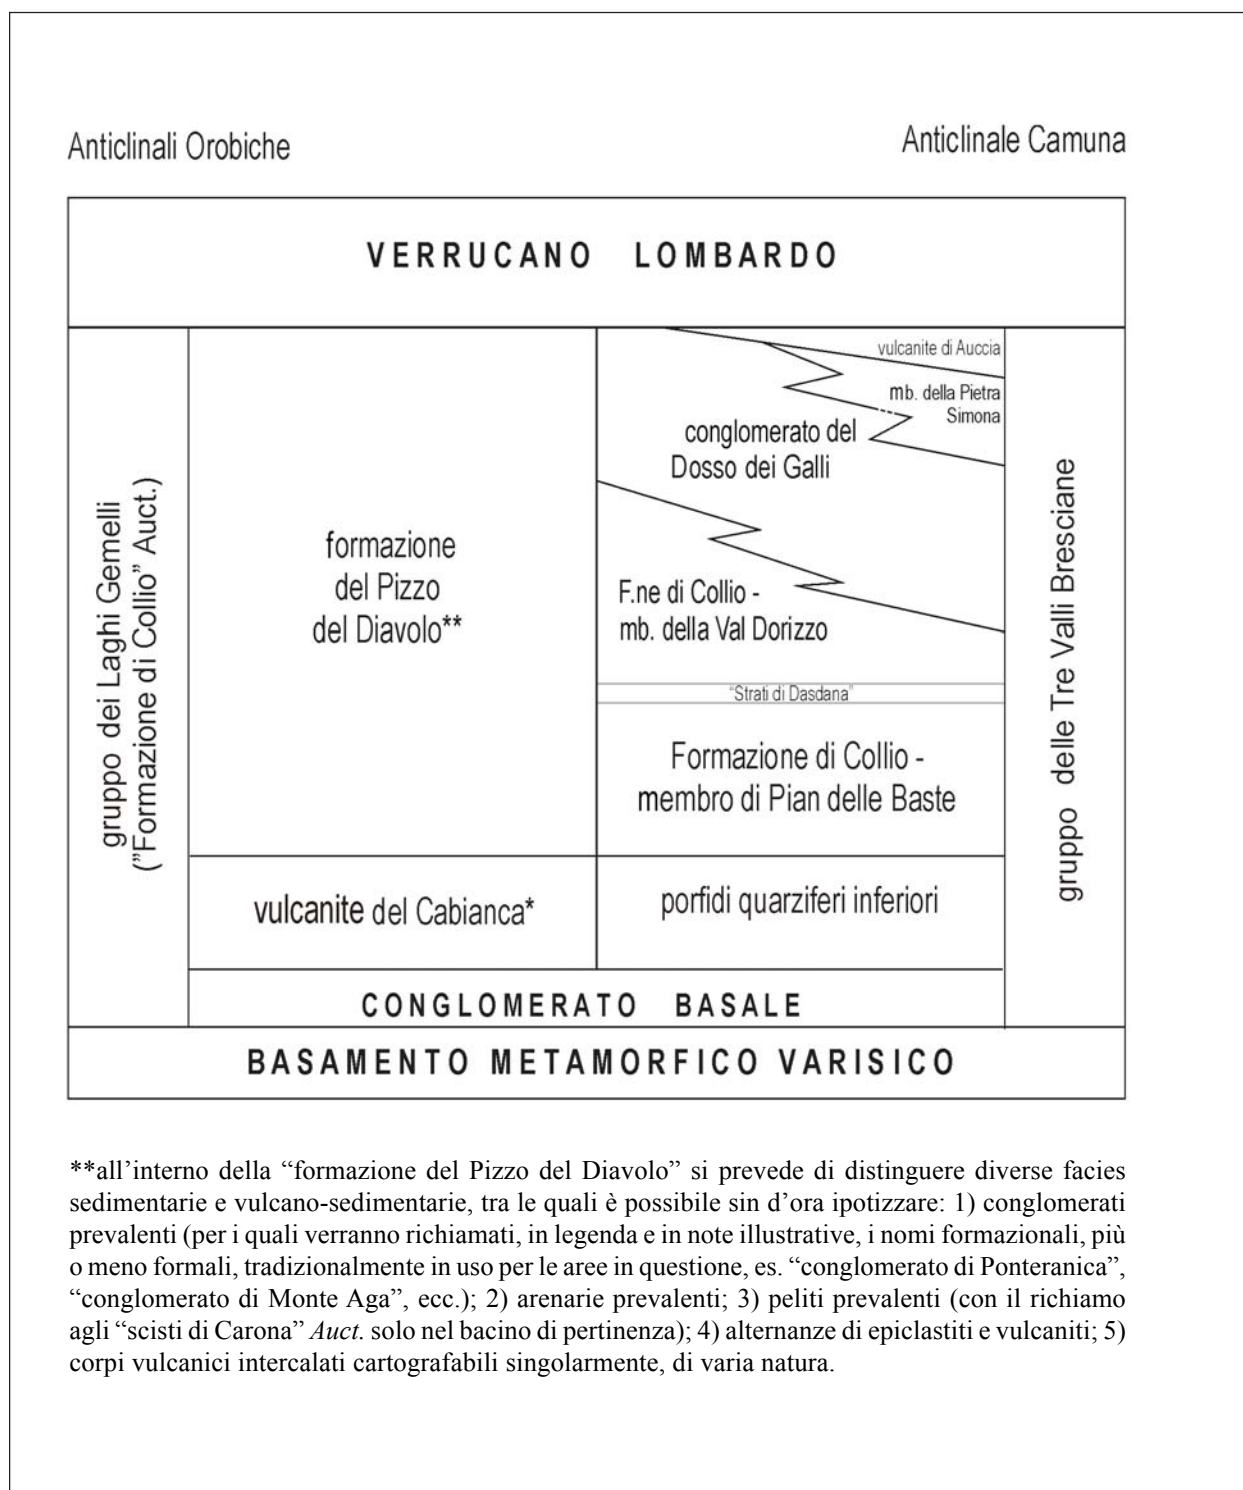 Anticlinali Orobiche
Anticlinale Camuna
VERRUCANO LOMBARDO
gruppo dei Laghi Gemelli
("Formazione di Collio" Auct.)
formazione
del Pizzo
del Diavolo**
vulcanite del Cabianca*
vulcanite di Auccia
mb. della Pietra
Simona
conglomerato del
Dosso dei Galli
F.ne di Collio -
mb. della Val Dorizzo
"Strati di Dasdana"
Formazione di Collio -
membro di Pian delle Baste
porfidi quarziferi inferiori
gruppo delle Tre Valli Bresciane
CONGLOMERATO BASALE
BASAMENTO METAMORFICO VARISICO
**all'interno della “formazione del Pizzo del Diavolo” si prevede di distinguere diverse facies
sedimentarie e vulcano-sedimentarie, tra le quali è possibile sin d'ora ipotizzare: 1) conglomerati
prevalenti (per i quali verranno richiamati, in legenda e in note illustrative, i nomi formazionali, più
o meno formali, tradizionalmente in uso per le aree in questione, es. “conglomerato di Ponteranica”,
“conglomerato di Monte Aga”, ecc.); 2) arenarie prevalenti; 3) peliti prevalenti (con il richiamo
agli “scisti di Carona” Auct. solo nel bacino di pertinenza); 4) alternanze di epiclastiti e vulcaniti; 5)
corpi vulcanici intercalati cartografabili singolarmente, di varia natura.